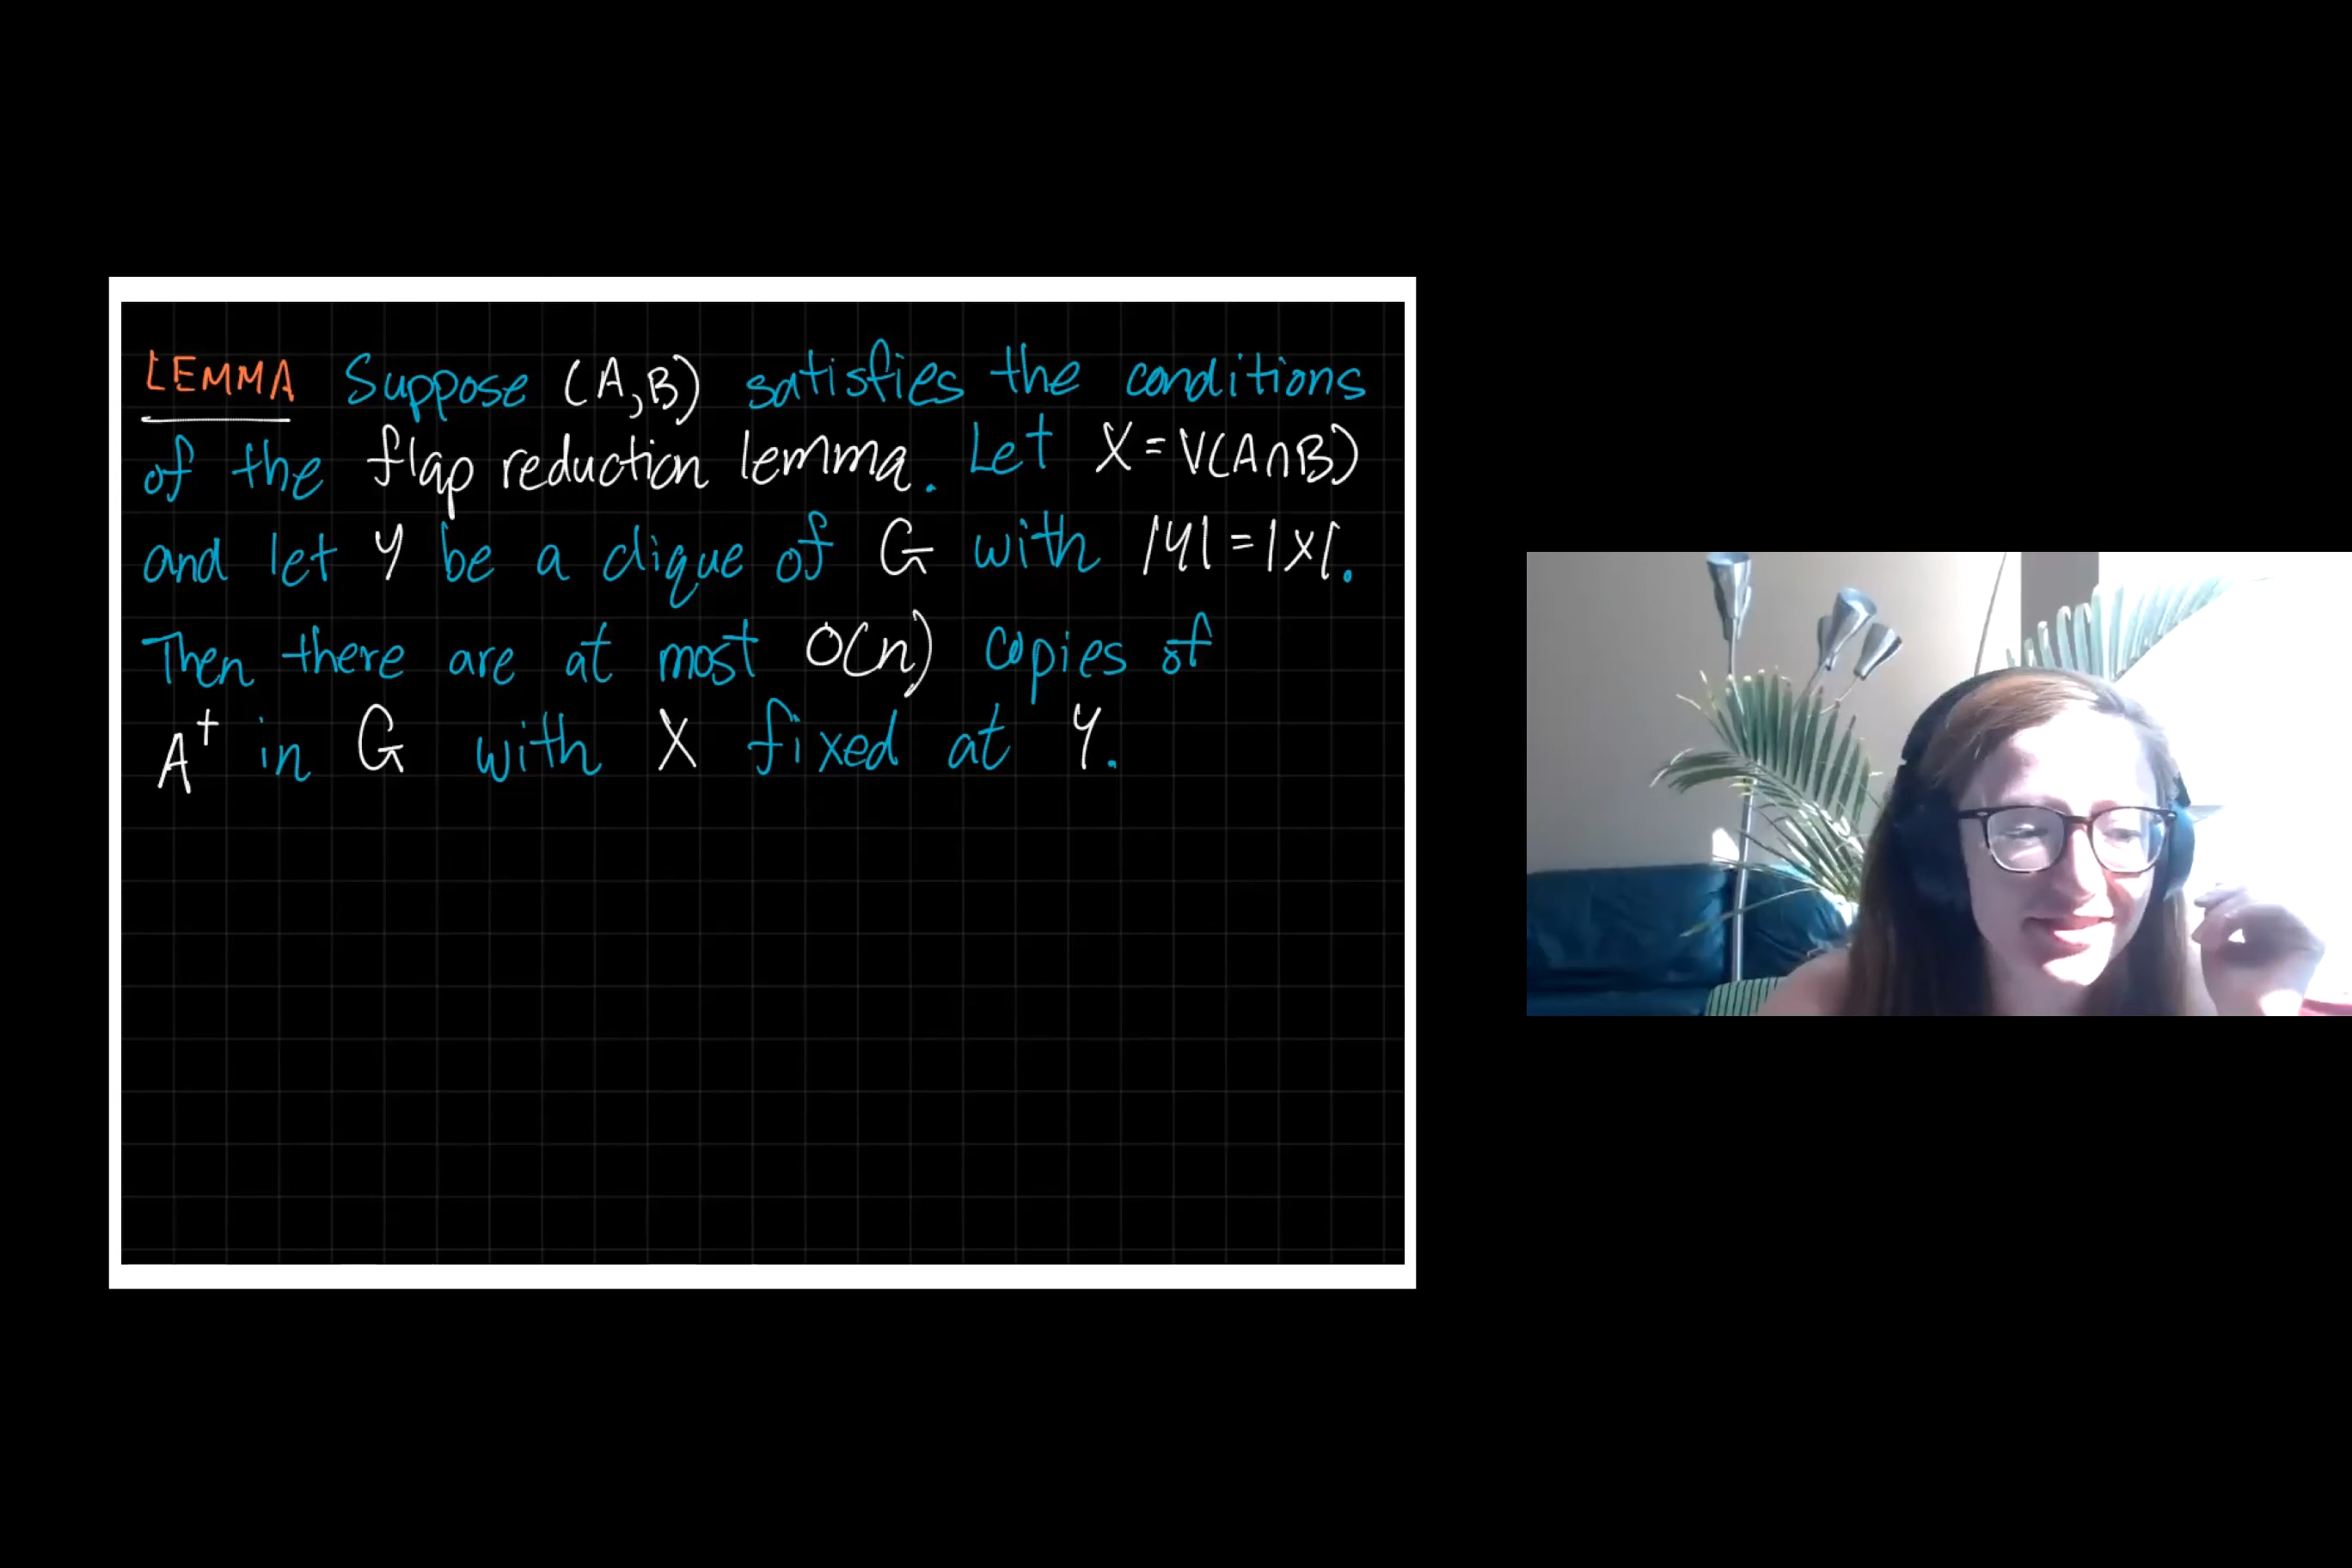 LEMMA Suppose (A,B) satisfies the conditions
of the flap reduction lemma. Let X = V(A∩B)
and let Y be a clique of G with |Y| = |X|.
Then there are at most O(n) copies of
A⁺ in G with X fixed at Y.